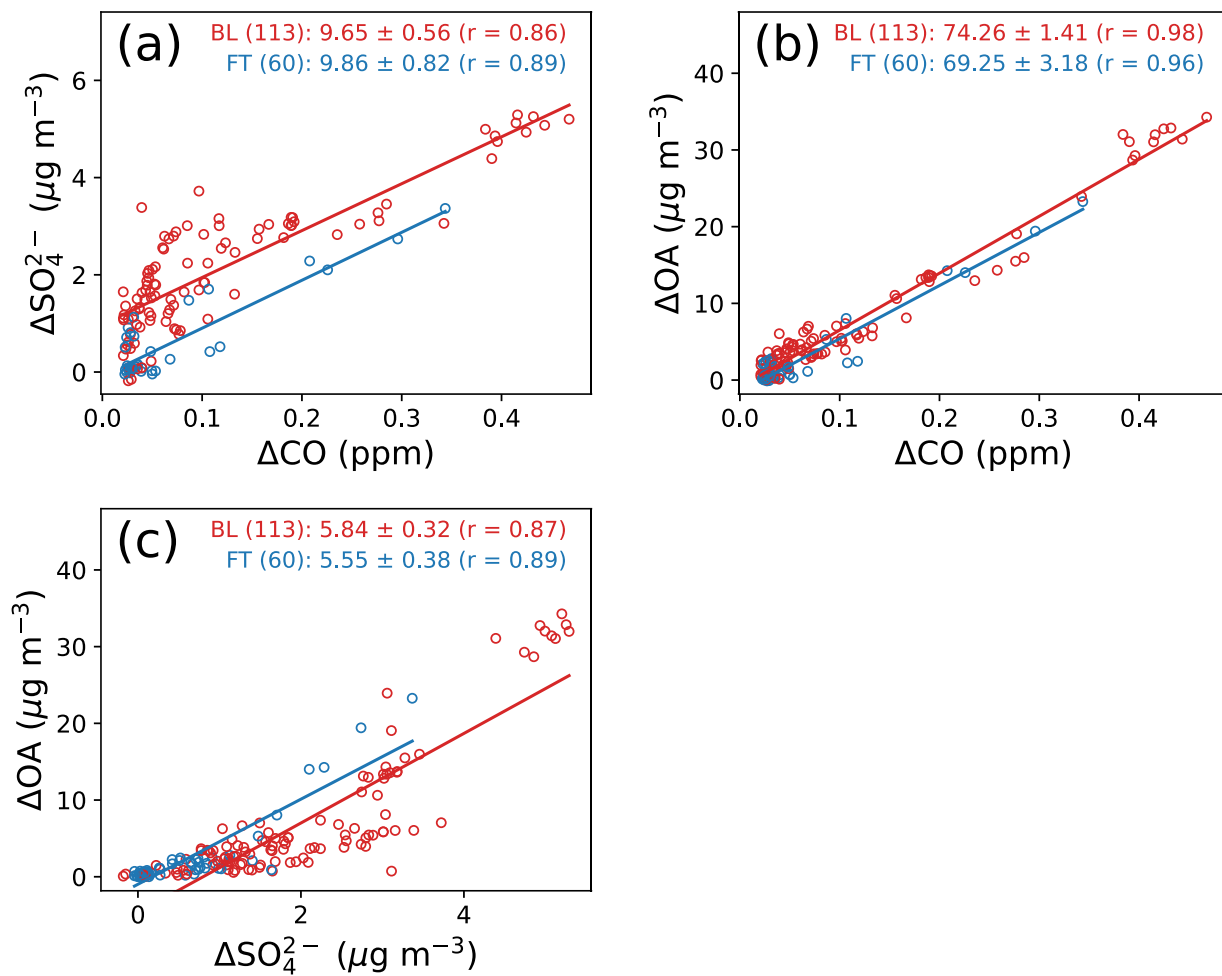 (a)
BL (113): 9.65 ± 0.56 (r = 0.86)
FT (60): 9.86 ± 0.82 (r = 0.89)
ΔSO₄²⁻ (μg m⁻³)
6
4
2
0
0.0 0.1 0.2 0.3 0.4
ΔCO (ppm)
(b)
BL (113): 74.26 ± 1.41 (r = 0.98)
FT (60): 69.25 ± 3.18 (r = 0.96)
ΔOA (μg m⁻³)
40
30
20
10
0
0.0 0.1 0.2 0.3 0.4
ΔCO (ppm)
(c)
BL (113): 5.84 ± 0.32 (r = 0.87)
FT (60): 5.55 ± 0.38 (r = 0.89)
ΔOA (μg m⁻³)
40
30
20
10
0
0 2 4
ΔSO₄²⁻ (μg m⁻³)